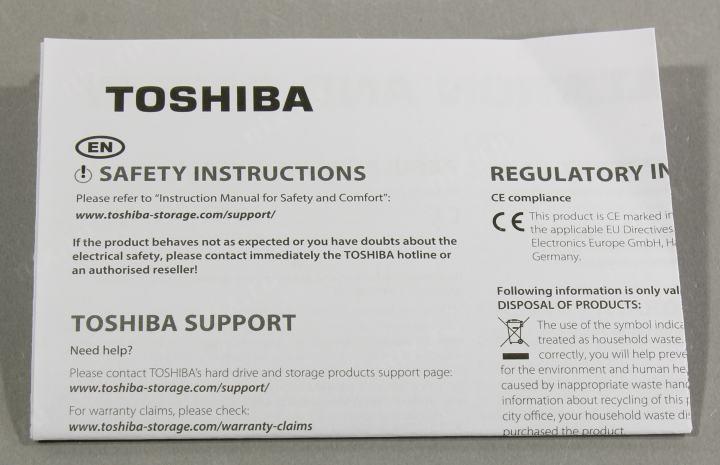 TOSHIBA
EN
SAFETY INSTRUCTIONS
Please refer to “Instruction Manual for Safety and Comfort”:
www.toshiba-storage.com/support/
If the product behaves not as expected or you have doubts about the
electrical safety, please contact immediately the TOSHIBA hotline or
an authorised reseller!
TOSHIBA SUPPORT
Need help?
Please contact TOSHIBA's hard drive and storage products support page:
www.toshiba-storage.com/support/
For warranty claims, please check:
www.toshiba-storage.com/warranty-claims
REGULATORY IN
CE compliance
CE This product is CE marked in
the applicable EU Directives
Electronics Europe GmbH, H
Germany.
Following information is only val
DISPOSAL OF PRODUCTS:
The use of the symbol indica
treated as household waste.
correctly, you will help preve
for the environment and human he
caused by inappropriate waste hand
information about recycling of this p
city office, your household waste dis
purchased the product.